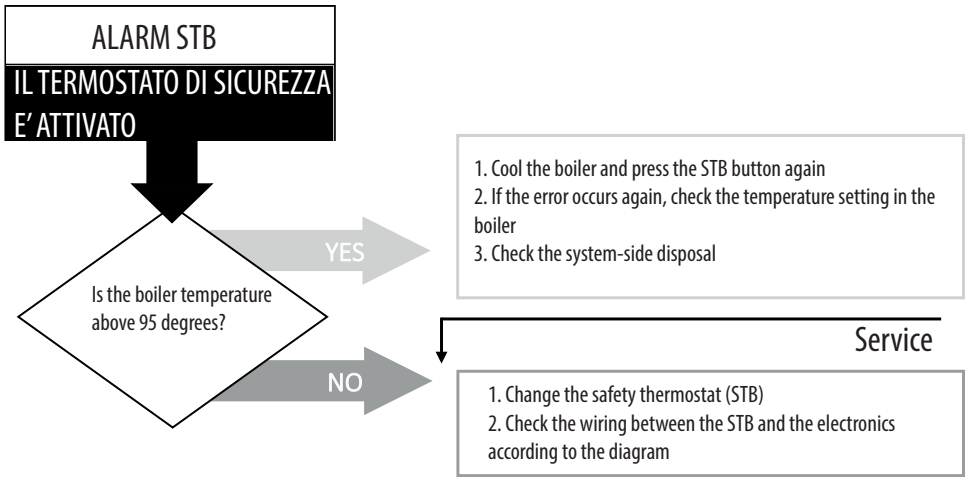 ALARM STB
IL TERMOSTATO DI SICUREZZA
E' ATTIVATO
Is the boiler temperature
above 95 degrees?
YES
1. Cool the boiler and press the STB button again
2. If the error occurs again, check the temperature setting in the
boiler
3. Check the system-side disposal
NO
Service
1. Change the safety thermostat (STB)
2. Check the wiring between the STB and the electronics
according to the diagram